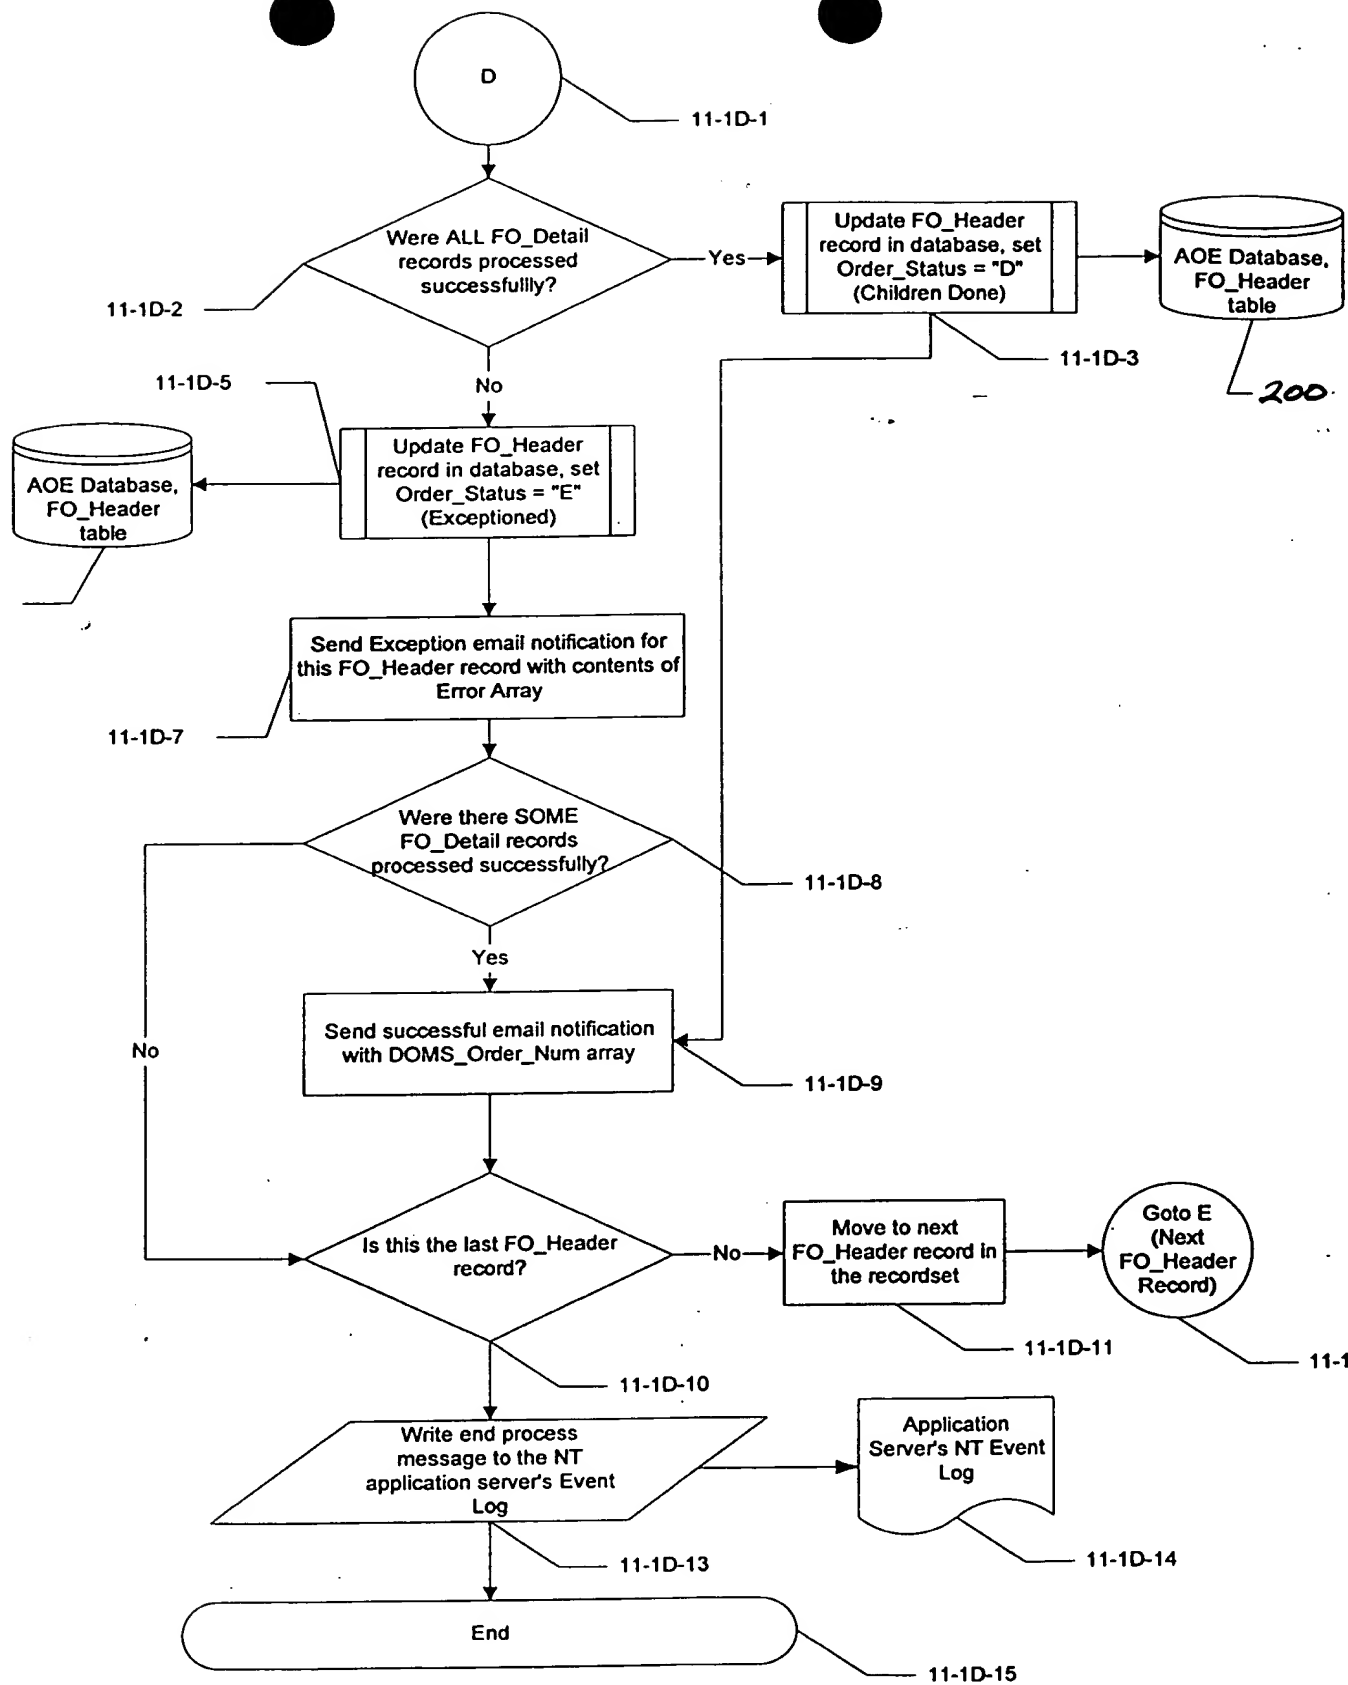 D
11-1D-1
Were ALL FO_Detail
records processed
successfullly?
11-1D-2
Yes
Update FO_Header
record in database, set
Order_Status = "D"
(Children Done)
11-1D-3
AOE Database,
FO_Header
table
200
No
11-1D-5
Update FO_Header
record in database, set
Order_Status = "E"
(Exceptioned)
AOE Database,
FO_Header
table
Send Exception email notification for
this FO_Header record with contents of
Error Array
11-1D-7
Were there SOME
FO_Detail records
processed successfully?
11-1D-8
Yes
No
Send successful email notification
with DOMS_Order_Num array
11-1D-9
Is this the last FO_Header
record?
11-1D-10
No
Move to next
FO_Header record in
the recordset
11-1D-11
Goto E
(Next
FO_Header
Record)
11-1
Write end process
message to the NT
application server's Event
Log
11-1D-13
Application
Server's NT Event
Log
11-1D-14
End
11-1D-15